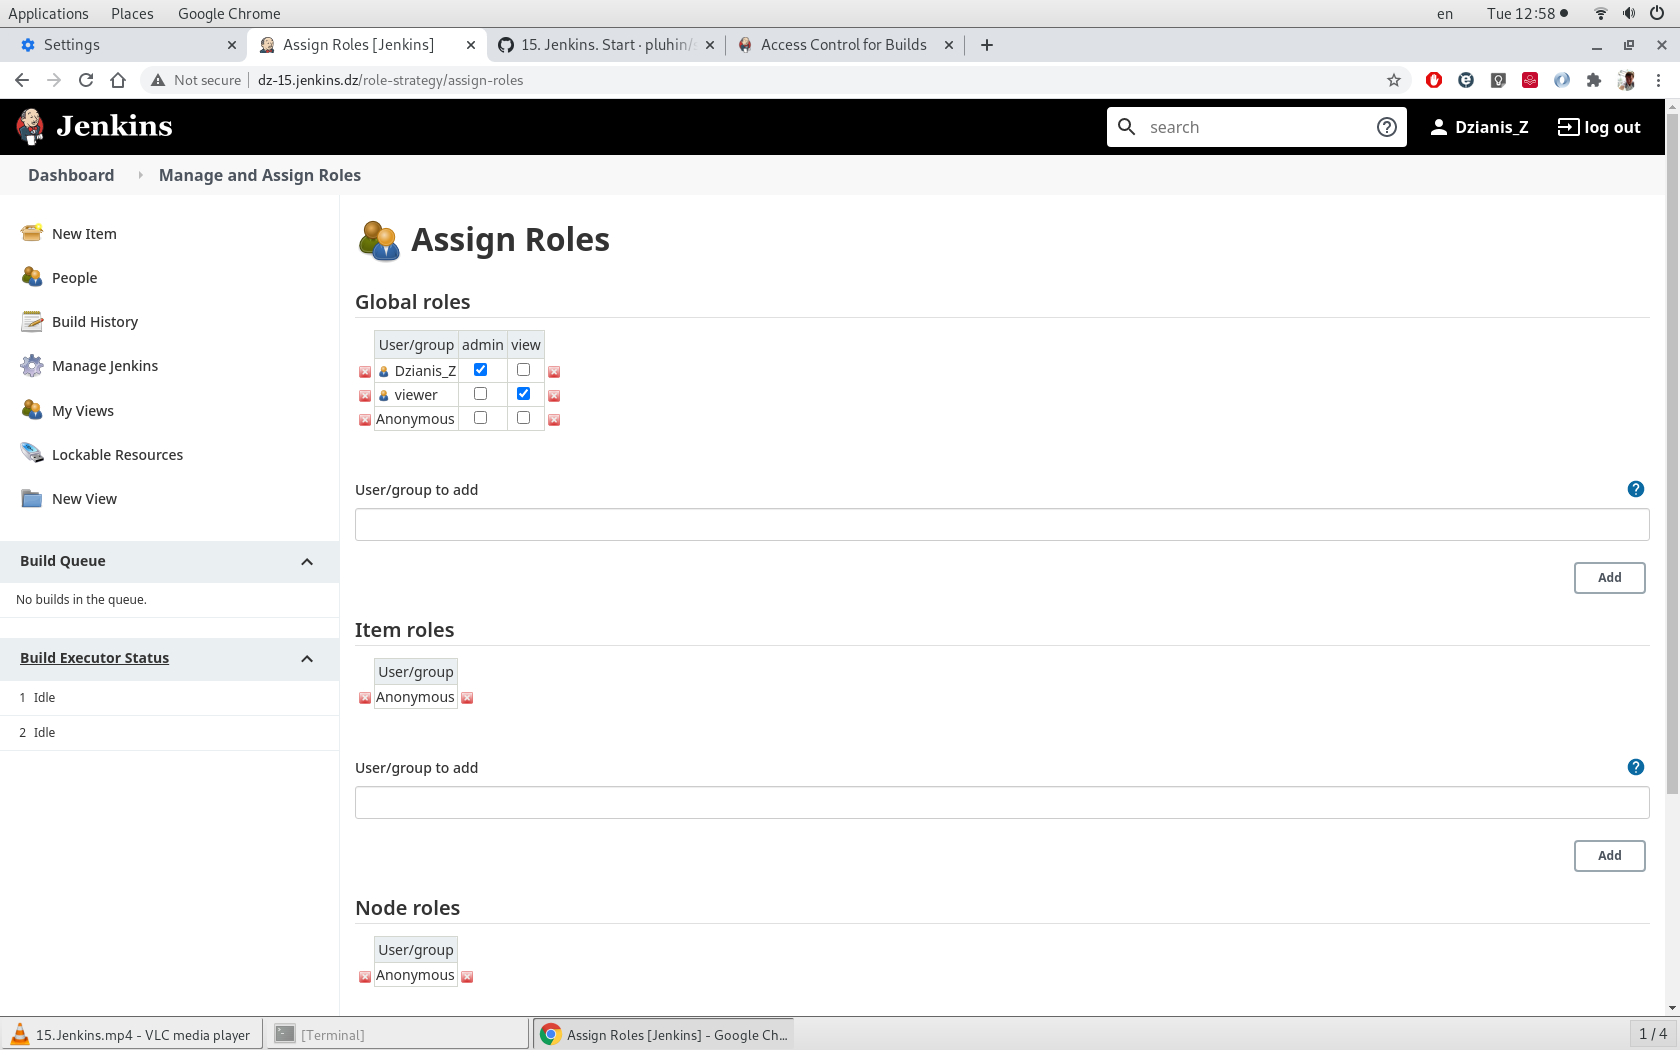 Applications Places Google Chrome en Tue 12:58
Settings Assign Roles [Jenkins] 15. Jenkins. Start · pluhin/s Access Control for Builds
Not secure dz-15.jenkins.dz/role-strategy/assign-roles
Jenkins search Dzianis_Z log out
Dashboard Manage and Assign Roles
New Item
People
Build History
Manage Jenkins
My Views
Lockable Resources
New View
Build Queue
No builds in the queue.
Build Executor Status
1 Idle
2 Idle
Assign Roles
Global roles
User/group admin view
Dzianis_Z
viewer
Anonymous
User/group to add
Add
Item roles
User/group
Anonymous
User/group to add
Add
Node roles
User/group
Anonymous
15.Jenkins.mp4 - VLC media player [Terminal] Assign Roles [Jenkins] - Google Ch... 1 / 4